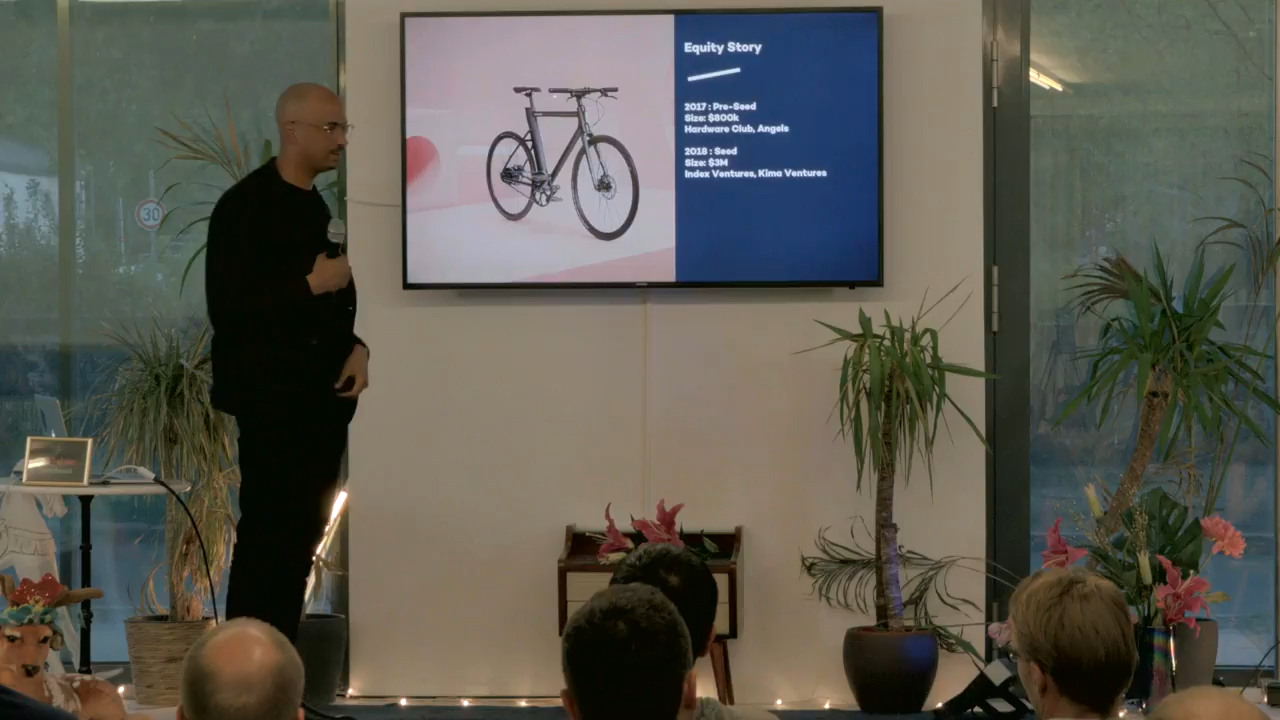 Equity Story
2017 : Pre-Seed
Size: $800k
Hardware Club, Angels
2018 : Seed
Size: $3M
Index Ventures, Kima Ventures
30